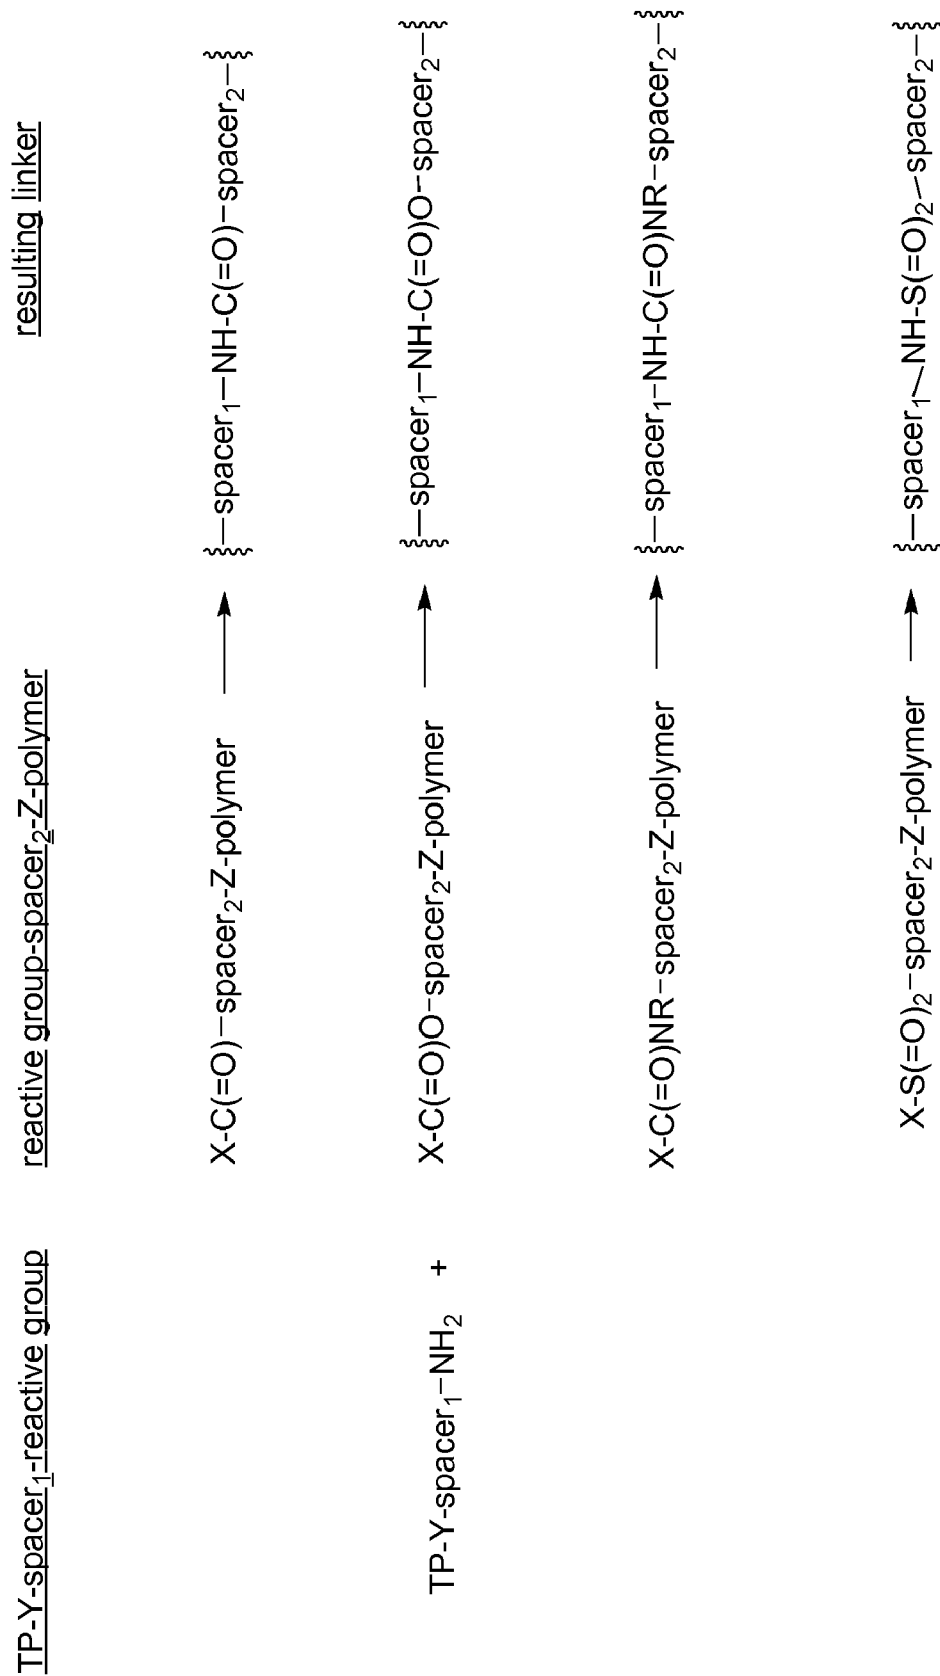 TP-Y-spacer₁-reactive group reactive group-spacer₂-Z-polymer resulting linker
X-C(=O)–spacer₂-Z-polymer –spacer₁–NH-C(=O)–spacer₂–
TP-Y-spacer₁–NH₂ + X-C(=O)O–spacer₂-Z-polymer –spacer₁–NH-C(=O)O–spacer₂–
X-C(=O)NR–spacer₂-Z-polymer –spacer₁–NH-C(=O)NR–spacer₂–
X-S(=O)₂–spacer₂-Z-polymer –spacer₁–NH-S(=O)₂–spacer₂–